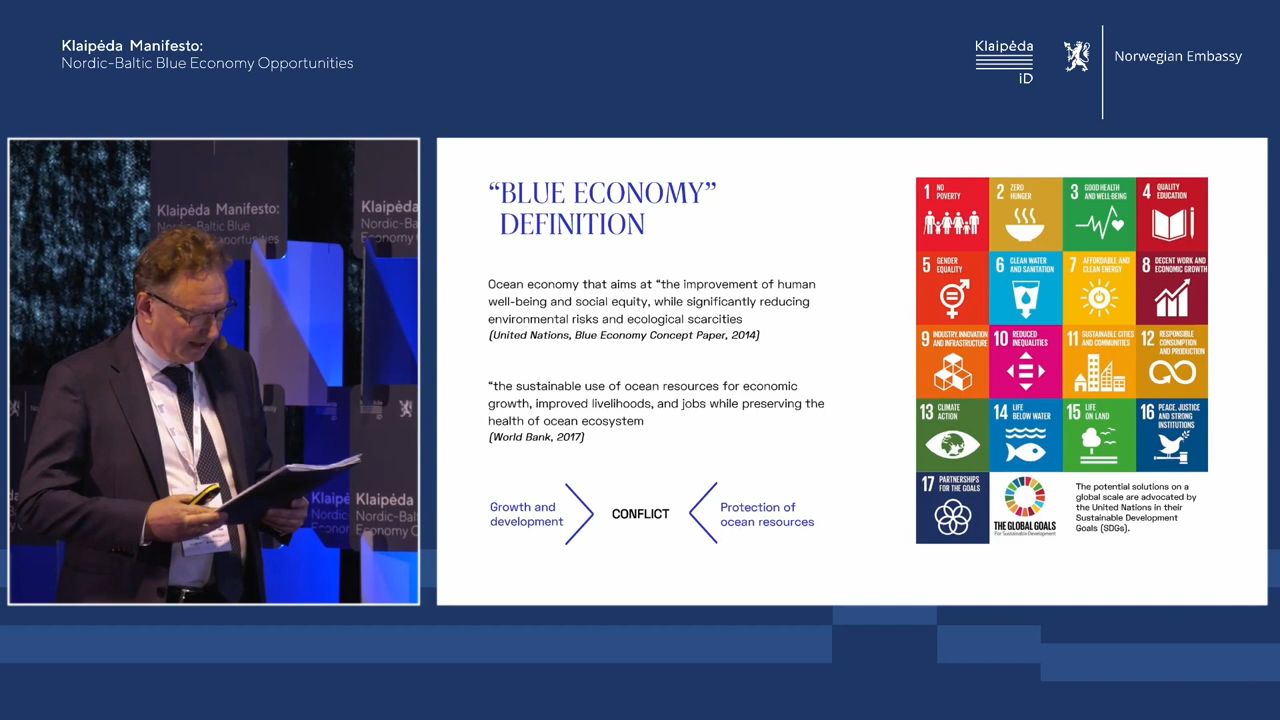 Klaipėda Manifesto:
Nordic-Baltic Blue Economy Opportunities
Klaipėda
iD
Norwegian Embassy
Klaipėda Manifesto:
Nordic-Baltic Blue
Klaipėda
Klaipėda
Nordic-Bal
“BLUE ECONOMY”
DEFINITION
Ocean economy that aims at “the improvement of human
well-being and social equity, while significantly reducing
environmental risks and ecological scarcities
(United Nations, Blue Economy Concept Paper, 2014)
“the sustainable use of ocean resources for economic
growth, improved livelihoods, and jobs while preserving the
health of ocean ecosystem
(World Bank, 2017)
Growth and
development
CONFLICT
Protection of
ocean resources
1 NO
POVERTY
2 ZERO
HUNGER
3 GOOD HEALTH
AND WELL-BEING
4 QUALITY
EDUCATION
5 GENDER
EQUALITY
6 CLEAN WATER
AND SANITATION
7 AFFORDABLE AND
CLEAN ENERGY
8 DECENT WORK AND
ECONOMIC GROWTH
9 INDUSTRY, INNOVATION
AND INFRASTRUCTURE
10 REDUCED
INEQUALITIES
11 SUSTAINABLE CITIES
AND COMMUNITIES
12 RESPONSIBLE
CONSUMPTION
AND PRODUCTION
13 CLIMATE
ACTION
14 LIFE
BELOW WATER
15 LIFE
ON LAND
16 PEACE, JUSTICE
AND STRONG
INSTITUTIONS
17 PARTNERSHIPS
FOR THE GOALS
THE GLOBAL GOALS
For Sustainable Development
The potential solutions on a
global scale are advocated by
the United Nations in their
Sustainable Development
Goals (SDGs).